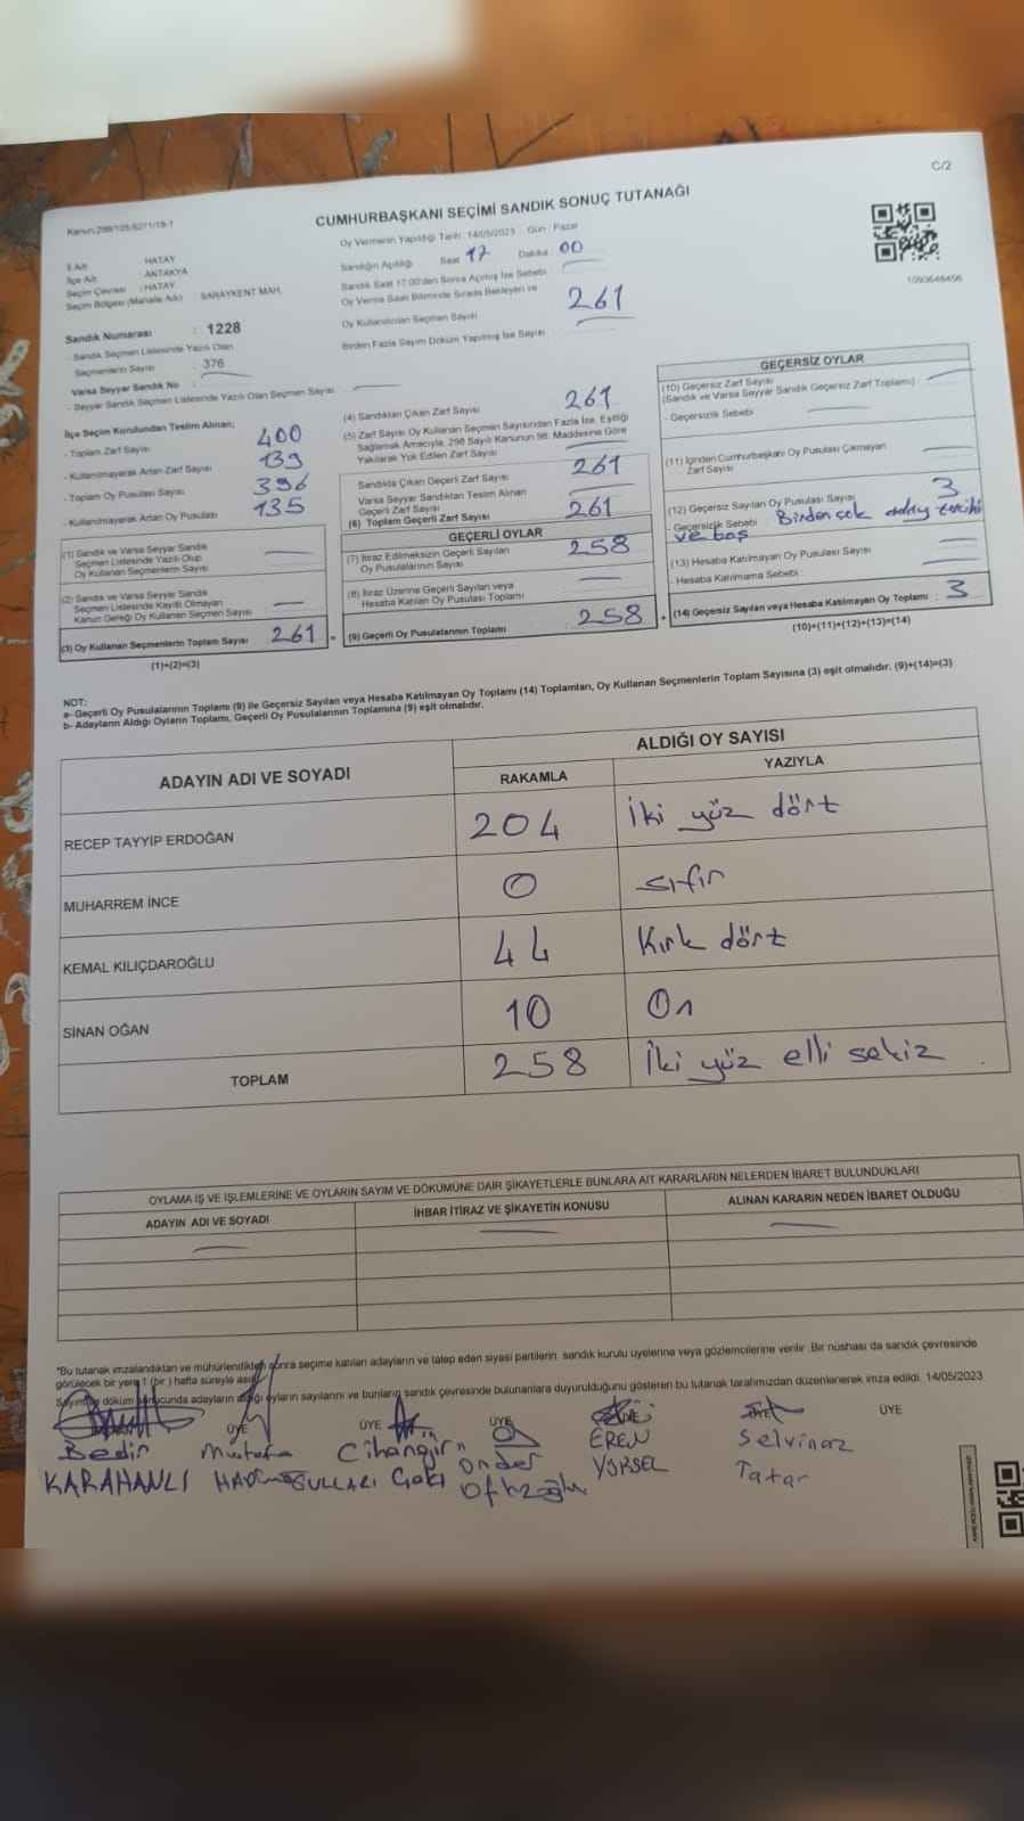 C/2
CUMHURBAŞKANI SEÇİMİ SANDIK SONUÇ TUTANAĞI
Oy Vermenin Yapıldığı Tarih: 14/05/2023 Gün: Pazar
İl Adı : HATAY
İlçe Adı : ANTAKYA
Seçim Çevresi : HATAY
Seçim Bölgesi (Mahalle Adı) : SARAYKENT MAH.
Sandığın Açıldığı Saat 17 Dakika 00
Sandık Saat 17:00'den Sonra Açılmış İse Sebebi
Oy Verme Saati Bitiminde Sırada Bekleyen ve
Oy Kullandırılan Seçmen Sayısı 261
Birden Fazla Sayım Döküm Yapılmış İse Sayısı
Sandık Numarası : 1228
- Sandık Seçmen Listesinde Yazılı Olan
Seçmenlerin Sayısı : 376
Varsa Seyyar Sandık No :
- Seyyar Sandık Seçmen Listesinde Yazılı Olan Seçmen Sayısı
İlçe Seçim Kurulundan Teslim Alınan;
- Toplam Zarf Sayısı 400
- Kullanılmayarak Artan Zarf Sayısı 139
- Toplam Oy Pusulası Sayısı 396
- Kullanılmayarak Artan Oy Pusulası 135
(1) Sandık ve Varsa Seyyar Sandık
Seçmen Listesinde Yazılı Olup
Oy Kullanan Seçmenlerin Sayısı
(2) Sandık ve Varsa Seyyar Sandık
Seçmen Listesinde Kayıtlı Olmayan
Kanun Gereği Oy Kullanan Seçmen Sayısı
(3) Oy Kullanan Seçmenlerin Toplam Sayısı 261
(1)+(2)=(3)
(4) Sandıktan Çıkan Zarf Sayısı 261
(5) Zarf Sayısı Oy Kullanan Seçmen Sayısından Fazla İse, Eşitliği
Sağlamak Amacıyla, 298 Sayılı Kanunun 98. Maddesine Göre
Yakılarak Yok Edilen Zarf Sayısı
Sandıkta Çıkan Geçerli Zarf Sayısı 261
Varsa Seyyar Sandıktan Teslim Alınan
Geçerli Zarf Sayısı
(6) Toplam Geçerli Zarf Sayısı 261
GEÇERLİ OYLAR
(7) İtiraz Edilmeksizin Geçerli Sayılan
Oy Pusulalarının Sayısı 258
(8) İtiraz Üzerine Geçerli Sayılan veya
Hesaba Katılan Oy Pusulası Toplamı
(9) Geçerli Oy Pusulalarının Toplamı : 258
GEÇERSİZ OYLAR
(10) Geçersiz Zarf Sayısı
(Sandık ve Varsa Seyyar Sandık Geçersiz Zarf Toplamı)
- Geçersizlik Sebebi
(11) İçinden Cumhurbaşkanı Oy Pusulası Çıkmayan
Zarf Sayısı
(12) Geçersiz Sayılan Oy Pusulası Sayısı 3
- Geçersizlik Sebebi Birden çok aday tercihi
ve boş
(13) Hesaba Katılmayan Oy Pusulası Sayısı
- Hesaba Katılmama Sebebi
(14) Geçersiz Sayılan veya Hesaba Katılmayan Oy Toplamı : 3
(10)+(11)+(12)+(13)=(14)
NOT:
a- Geçerli Oy Pusulalarının Toplamı (9) ile Geçersiz Sayılan veya Hesaba Katılmayan Oy Toplamı (14) Toplamları, Oy Kullanan Seçmenlerin Toplam Sayısına (3) eşit olmalıdır. (9)+(14)=(3)
b- Adayların Aldığı Oyların Toplamı, Geçerli Oy Pusulalarının Toplamına (9) eşit olmalıdır.
ADAYIN ADI VE SOYADI
ALDIĞI OY SAYISI
RAKAMLA YAZIYLA
RECEP TAYYİP ERDOĞAN 204 İki yüz dört
MUHARREM İNCE 0 sıfır
KEMAL KILIÇDAROĞLU 44 Kırk dört
SİNAN OĞAN 10 On
TOPLAM 258 İki yüz elli sekiz
OYLAMA İŞ VE İŞLEMLERİNE VE OYLARIN SAYIM VE DÖKÜMÜNE DAİR ŞİKAYETLERLE BUNLARA AİT KARARLARIN NELERDEN İBARET BULUNDUKLARI
ADAYIN ADI VE SOYADI İHBAR İTİRAZ VE ŞİKAYETİN KONUSU ALINAN KARARIN NEDEN İBARET OLDUĞU
*Bu tutanak imzalandıktan ve mühürlendikten sonra seçime katılan adayların ve talep eden siyasi partilerin sandık kurulu üyelerine veya gözlemcilerine verilir. Bir nüshası da sandık çevresinde
görülecek bir yere 1 (bir) hafta süreyle asılır.
Sayım ve döküm sonucunda adayların aldığı oyların sayılarını ve bunların sandık çevresinde bulunanlara duyurulduğunu gösteren bu tutanak tarafımızdan düzenlenerek imza edildi. 14/05/2023
ÜYE ÜYE ÜYE ÜYE
Bedir Mustafa Cihangir Önder EREN Selvinaz
KARAHANLI Çakı YÜKSEL Tatar